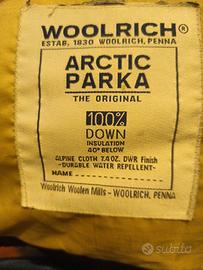 WOOLRICH®
ESTAB, 1830 WOOLRICH, PENNA
ARCTIC
PARKA
THE ORIGINAL
100%
DOWN
INSULATION
40° BELOW
ALPINE CLOTH 7.4 OZ. DWR Finish
-DURABLE WATER REPELLENT-
NAME
Woolrich Woolen Mills - WOOLRICH, PENNA
subito